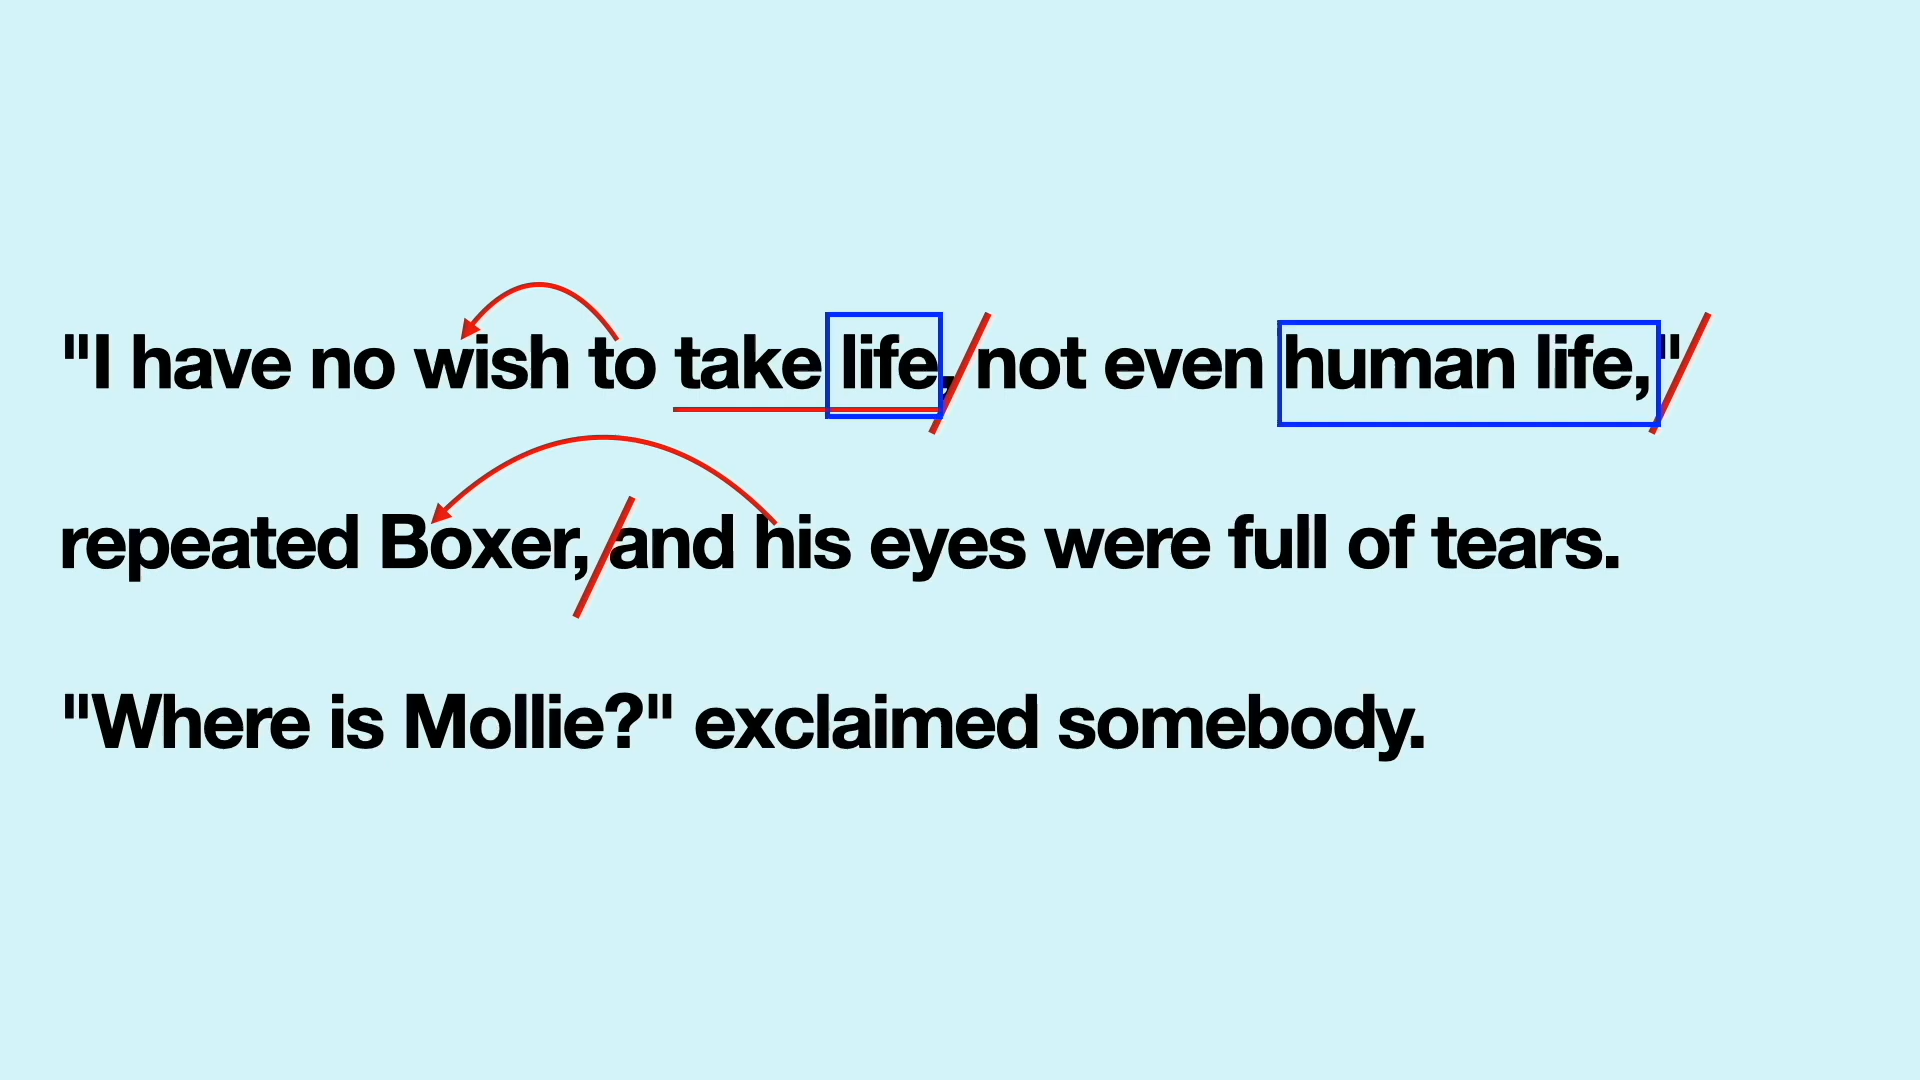 "I have no wish to take life, not even human life,"
repeated Boxer, and his eyes were full of tears.
"Where is Mollie?" exclaimed somebody.